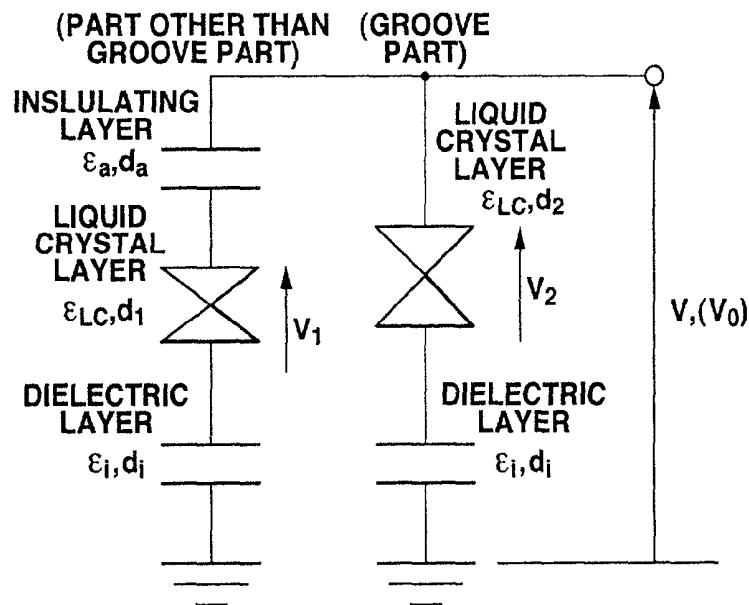 (PART OTHER THAN
GROOVE PART)
(GROOVE
PART)
INSLULATING
LAYER
εa,da
LIQUID
CRYSTAL
LAYER
εLC,d1
V1
DIELECTRIC
LAYER
εi,di
LIQUID
CRYSTAL
LAYER
εLC,d2
V2
DIELECTRIC
LAYER
εi,di
V,(V0)